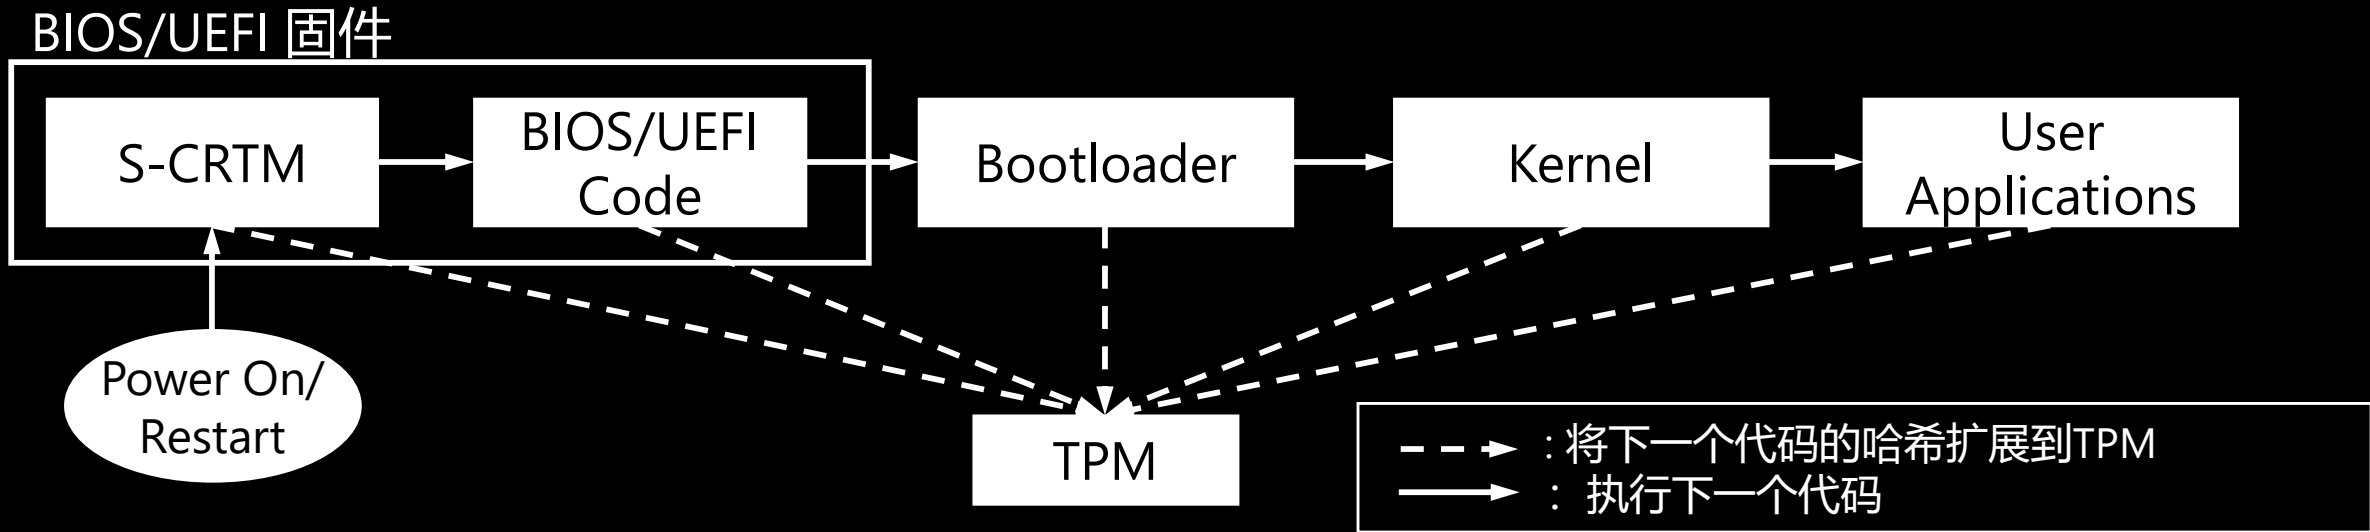 BIOS/UEFI 固件
S-CRTM
BIOS/UEFI
Code
Bootloader
Kernel
User
Applications
Power On/
Restart
TPM
: 将下一个代码的哈希扩展到TPM
: 执行下一个代码